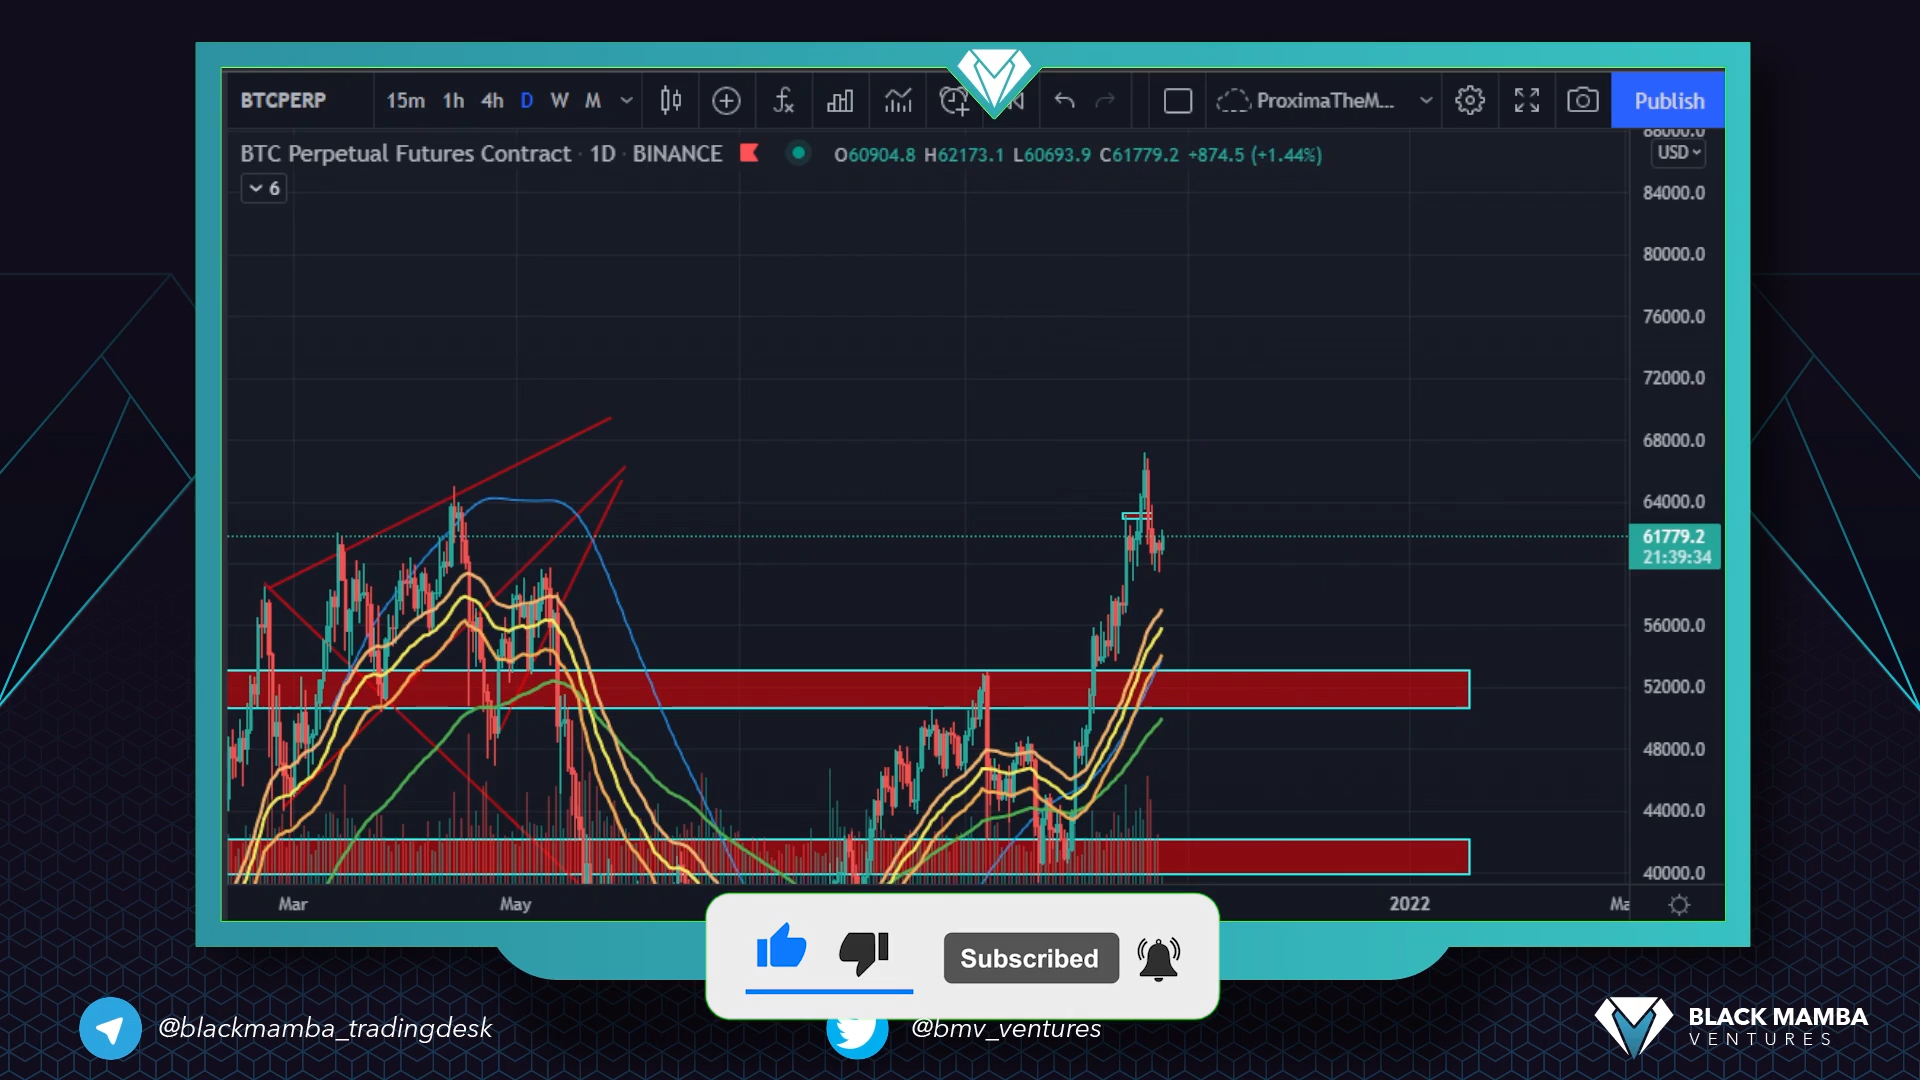 BTCPERP 15m 1h 4h D W M ProximaTheM... Publish
BTC Perpetual Futures Contract · 1D · BINANCE O60904.8 H62173.1 L60693.9 C61779.2 +874.5 (+1.44%)
6
88000.0
USD
84000.0
80000.0
76000.0
72000.0
68000.0
64000.0
61779.2
21:39:34
56000.0
52000.0
48000.0
44000.0
40000.0
Mar May 2022 Ma
Subscribed
@blackmamba_tradingdesk
@bmv_ventures
BLACK MAMBA
VENTURES